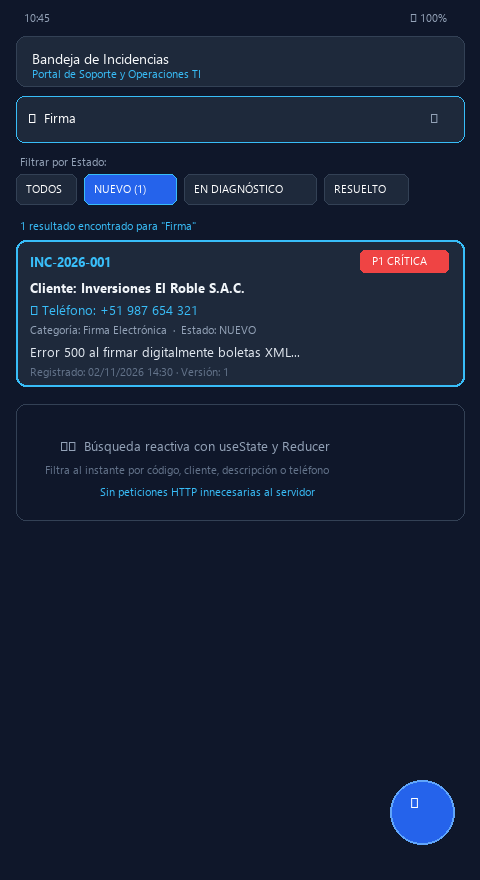 10:45 100%
Bandeja de Incidencias
Portal de Soporte y Operaciones TI
Firma
Filtrar por Estado:
TODOS NUEVO (1) EN DIAGNÓSTICO RESUELTO
1 resultado encontrado para "Firma"
INC-2026-001 P1 CRÍTICA
Cliente: Inversiones El Roble S.A.C.
Teléfono: +51 987 654 321
Categoría: Firma Electrónica · Estado: NUEVO
Error 500 al firmar digitalmente boletas XML...
Registrado: 02/11/2026 14:30 · Versión: 1
Búsqueda reactiva con useState y Reducer
Filtra al instante por código, cliente, descripción o teléfono
Sin peticiones HTTP innecesarias al servidor